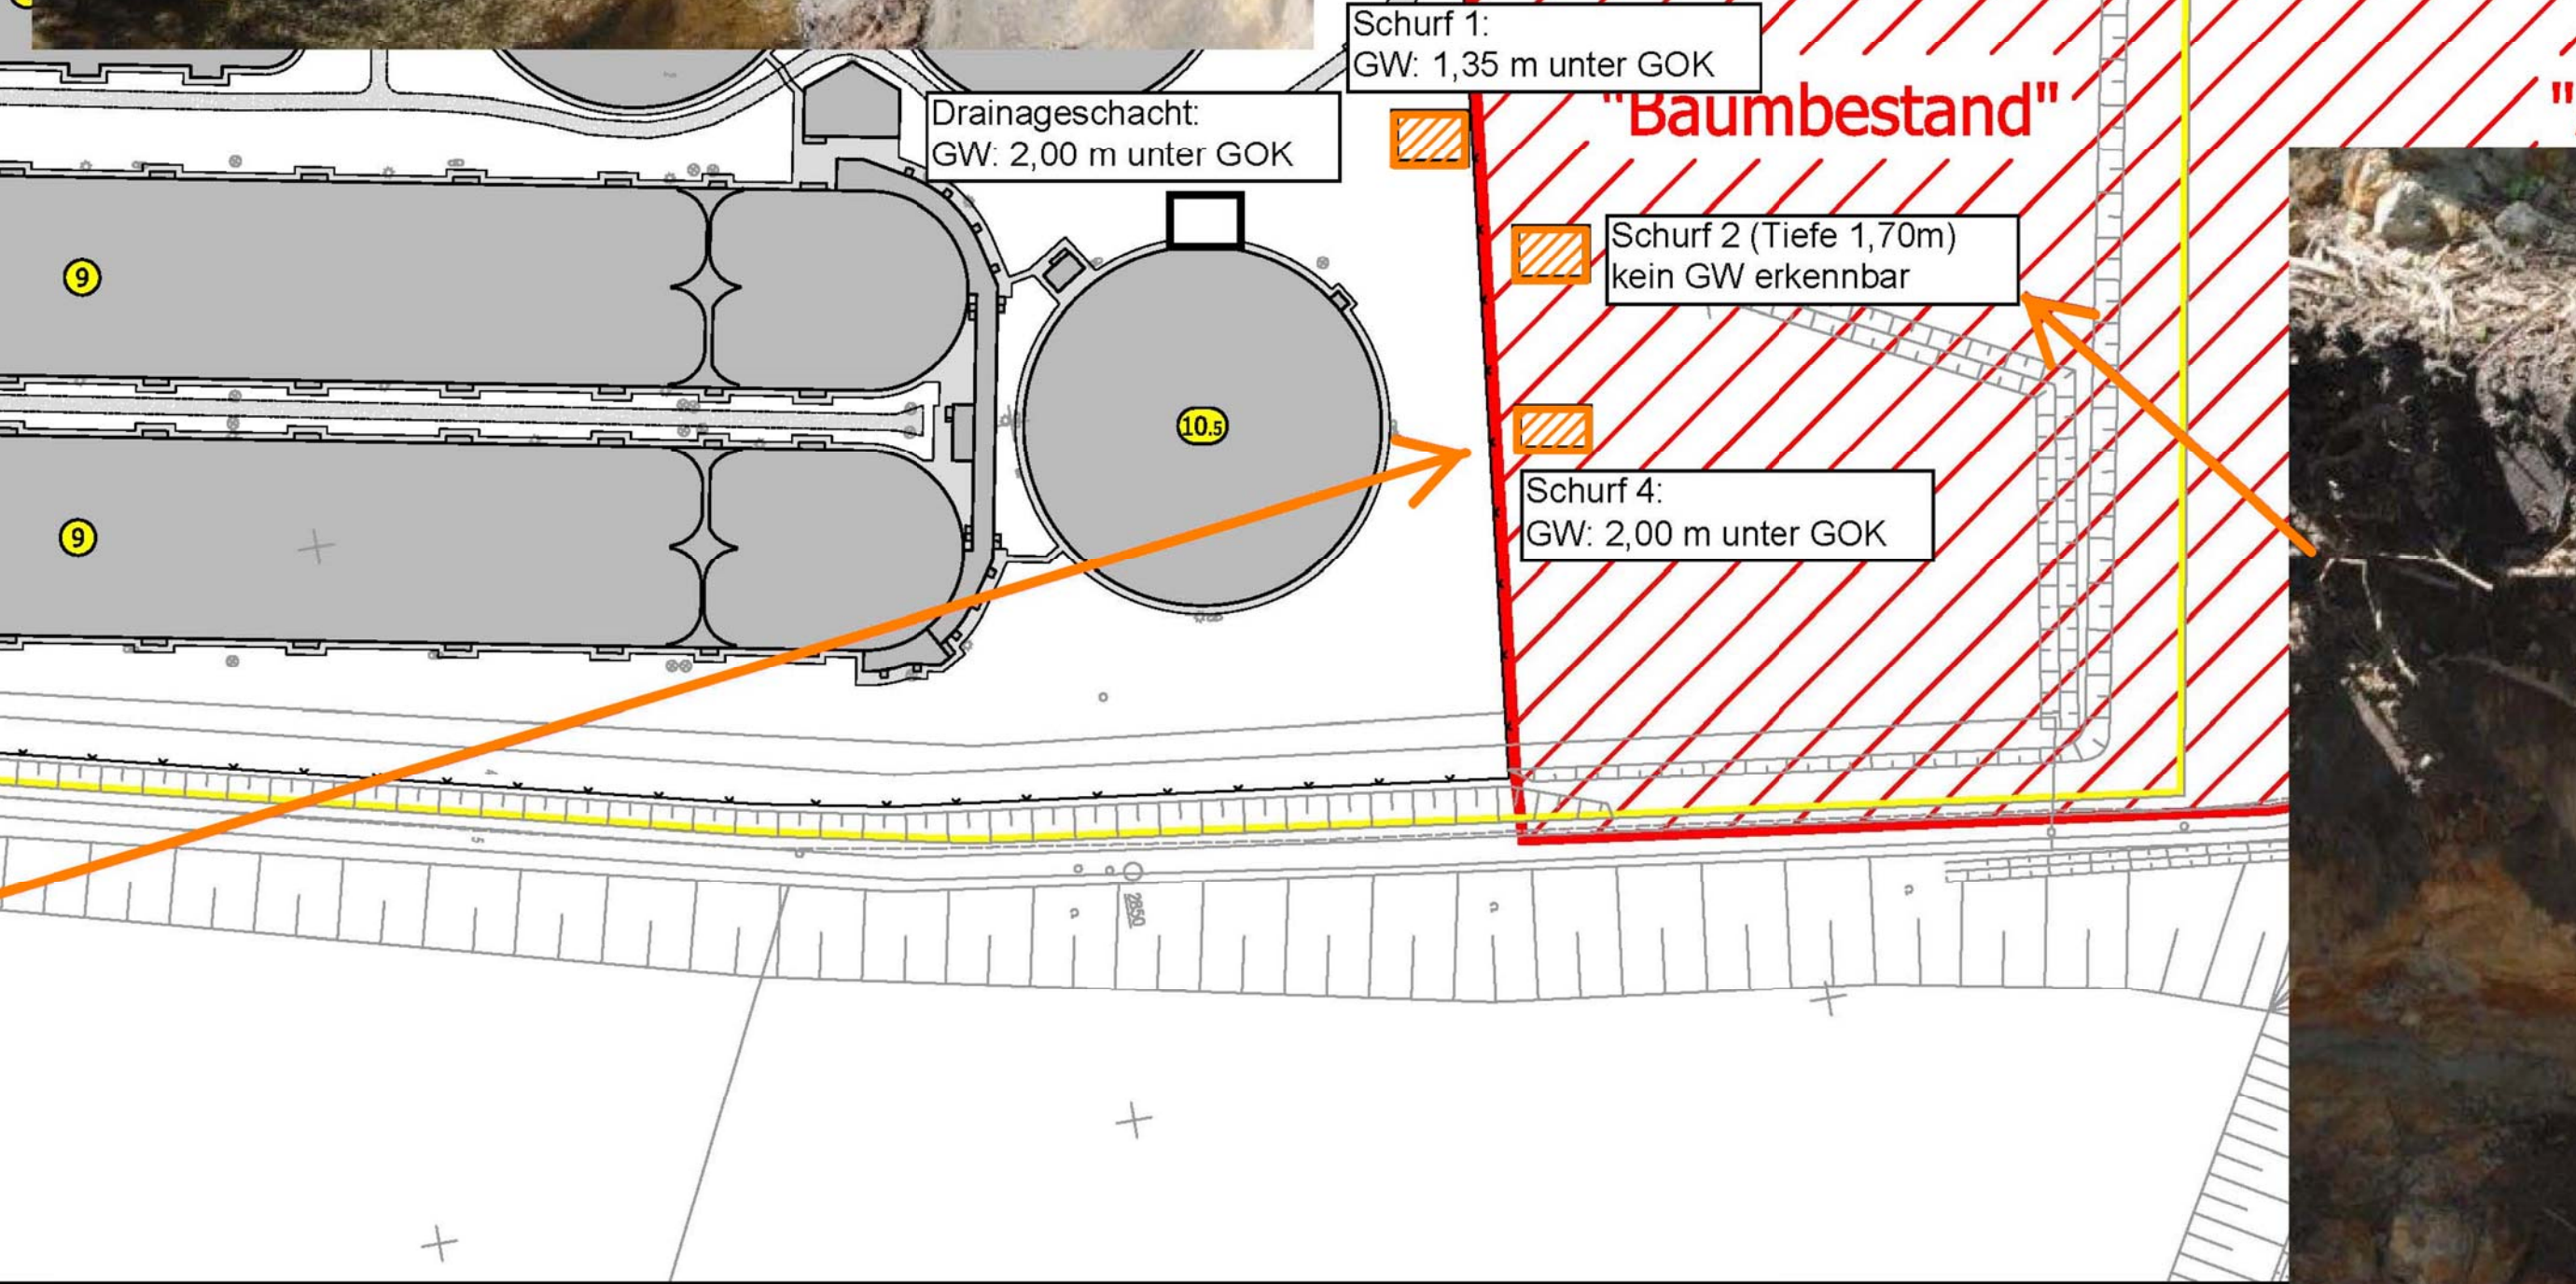 Schurf 1:
GW: 1,35 m unter GOK
"Baumbestand"
"
Drainageschacht:
GW: 2,00 m unter GOK
Schurf 2 (Tiefe 1,70m)
kein GW erkennbar
9
10.5
Schurf 4:
GW: 2,00 m unter GOK
9
2850